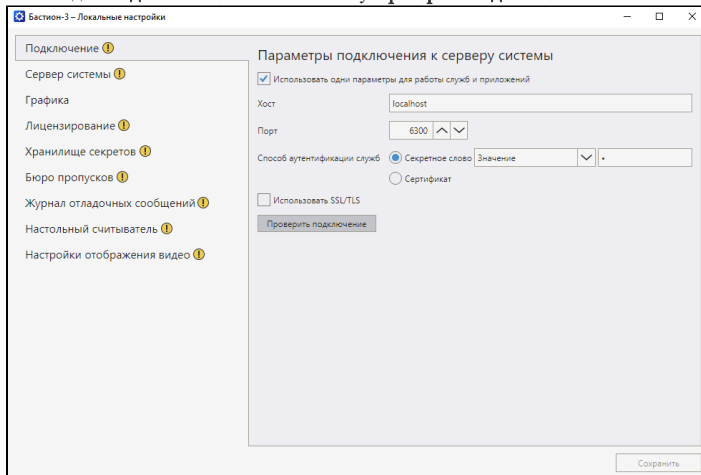 Бастион-3 – Локальные настройки
Подключение
Сервер системы
Графика
Лицензирование
Хранилище секретов
Бюро пропусков
Журнал отладочных сообщений
Настольный считыватель
Настройки отображения видео
Параметры подключения к серверу системы
Использовать одни параметры для работы служб и приложений
Хост localhost
Порт 6300
Способ аутентификации служб Секретное слово Значение •
Сертификат
Использовать SSL/TLS
Проверить подключение
Сохранить